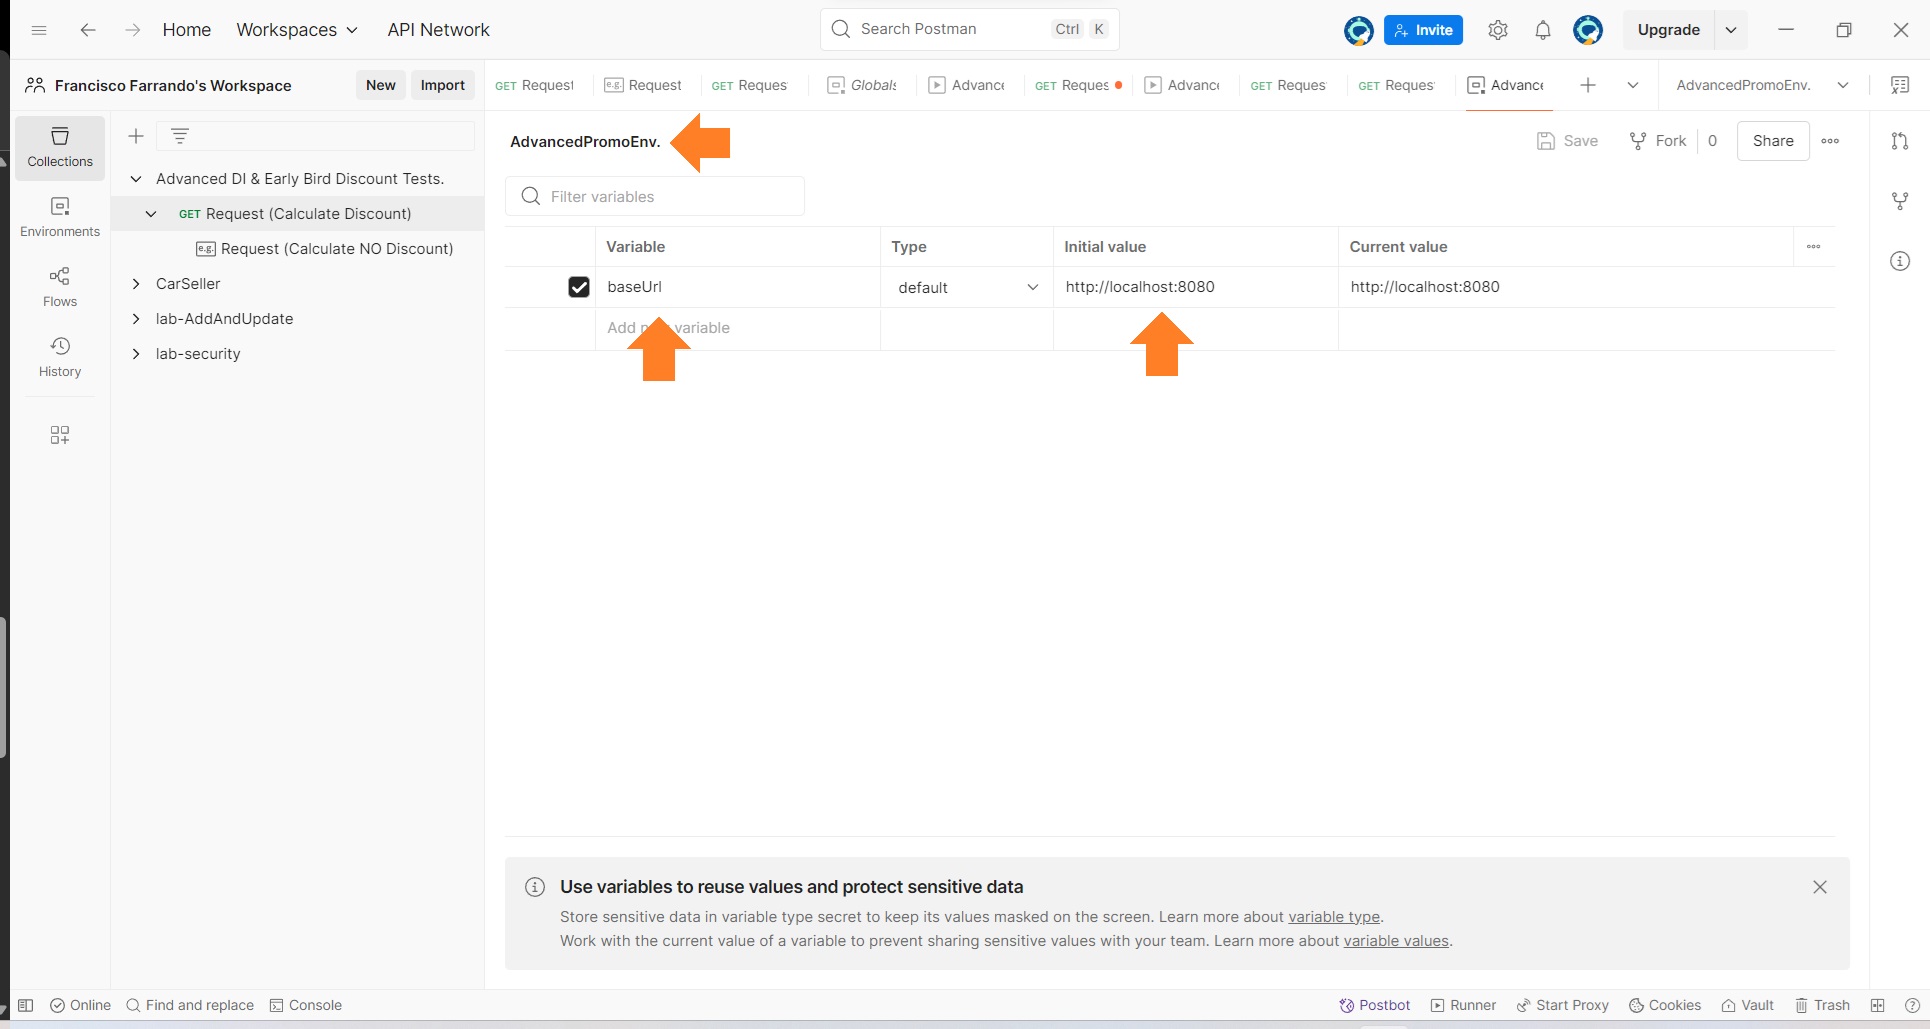 Home Workspaces API Network Search Postman Ctrl K Invite Upgrade
Francisco Farrando's Workspace New Import GET Request e.g. Request GET Reques Globals Advance GET Reques Advance GET Reques GET Reques Advance AdvancedPromoEnv.
Collections
Environments
Flows
History
Advanced DI & Early Bird Discount Tests.
GET Request (Calculate Discount)
e.g. Request (Calculate NO Discount)
CarSeller
lab-AddAndUpdate
lab-security
AdvancedPromoEnv. Save Fork 0 Share
Filter variables
Variable Type Initial value Current value
baseUrl default http://localhost:8080 http://localhost:8080
Add variable
Use variables to reuse values and protect sensitive data
Store sensitive data in variable type secret to keep its values masked on the screen. Learn more about variable type.
Work with the current value of a variable to prevent sharing sensitive values with your team. Learn more about variable values.
Online Find and replace Console Postbot Runner Start Proxy Cookies Vault Trash